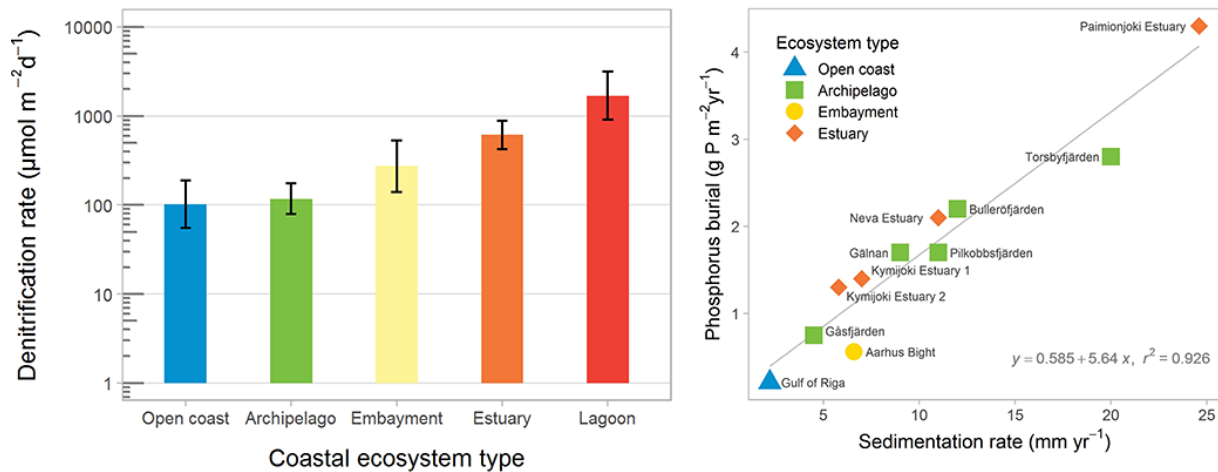 Denitrification rate (μmol m⁻²d⁻¹)
10000
1000
100
10
1
Open coast Archipelago Embayment Estuary Lagoon
Coastal ecosystem type
Phosphorus burial (g P m⁻²yr⁻¹)
4
3
2
1
Ecosystem type
Open coast
Archipelago
Embayment
Estuary
Paimionjoki Estuary
Torsbyfjärden
Bulleröfjärden
Neva Estuary
Gälnan
Pilkobbsfjärden
Kymijoki Estuary 1
Kymijoki Estuary 2
Gåsfjärden
Aarhus Bight
Gulf of Riga
y = 0.585 + 5.64 x, r² = 0.926
5 10 15 20 25
Sedimentation rate (mm yr⁻¹)